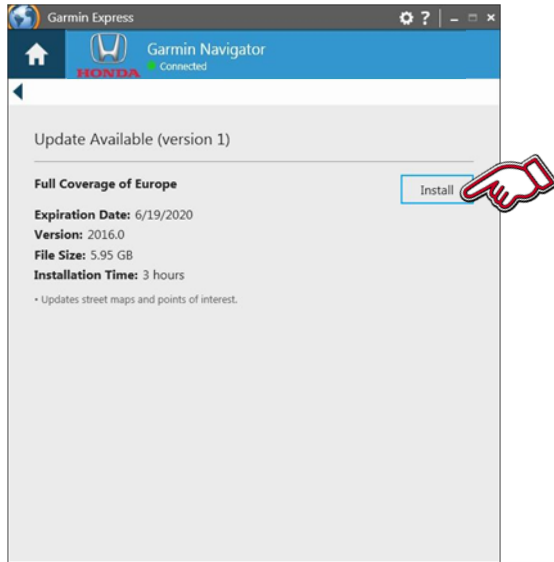 Garmin Express
?
HONDA
Garmin Navigator
Connected
Update Available (version 1)
Full Coverage of Europe
Install
Expiration Date: 6/19/2020
Version: 2016.0
File Size: 5.95 GB
Installation Time: 3 hours
• Updates street maps and points of interest.